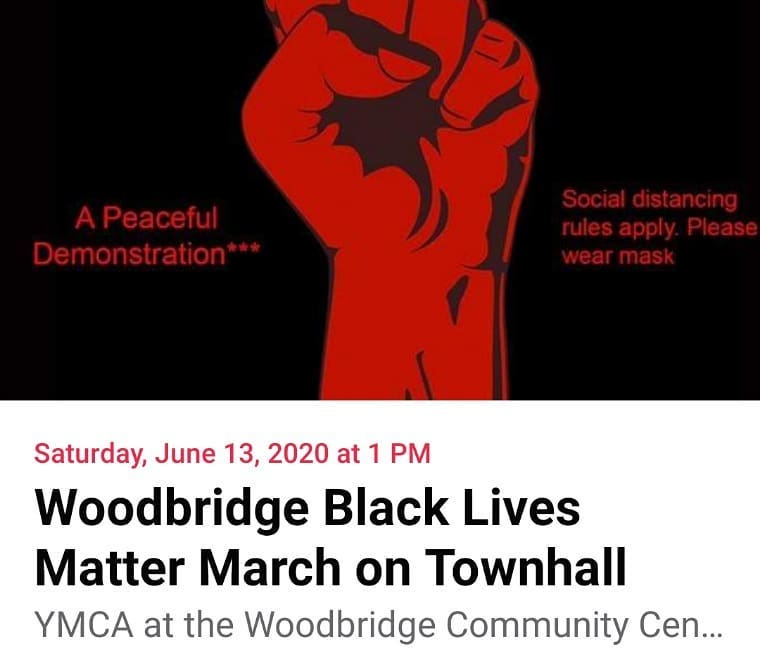 A Peaceful
Demonstration***
Social distancing
rules apply. Please
wear mask
Saturday, June 13, 2020 at 1 PM
Woodbridge Black Lives
Matter March on Townhall
YMCA at the Woodbridge Community Cen...